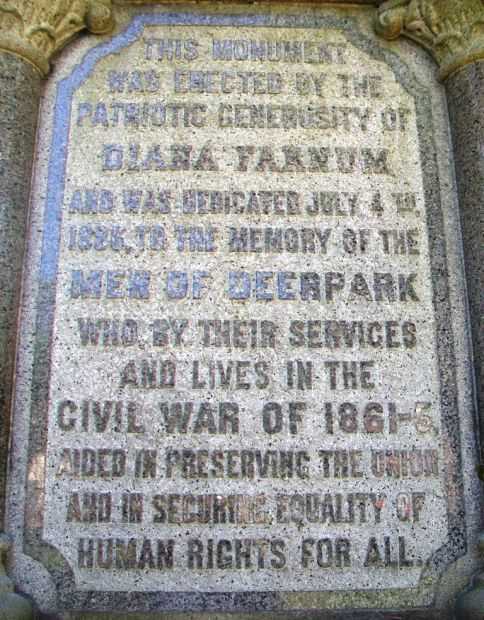 THIS MONUMENT
WAS ERECTED BY THE
PATRIOTIC GENEROSITY OF
DIANA FARNUM
AND WAS DEDICATED JULY 4TH,
1886, TO THE MEMORY OF THE
MEN OF DEERPARK
WHO BY THEIR SERVICES
AND LIVES IN THE
CIVIL WAR OF 1861-5,
AIDED IN PRESERVING THE UNION
AND IN SECURING EQUALITY OF
HUMAN RIGHTS FOR ALL.